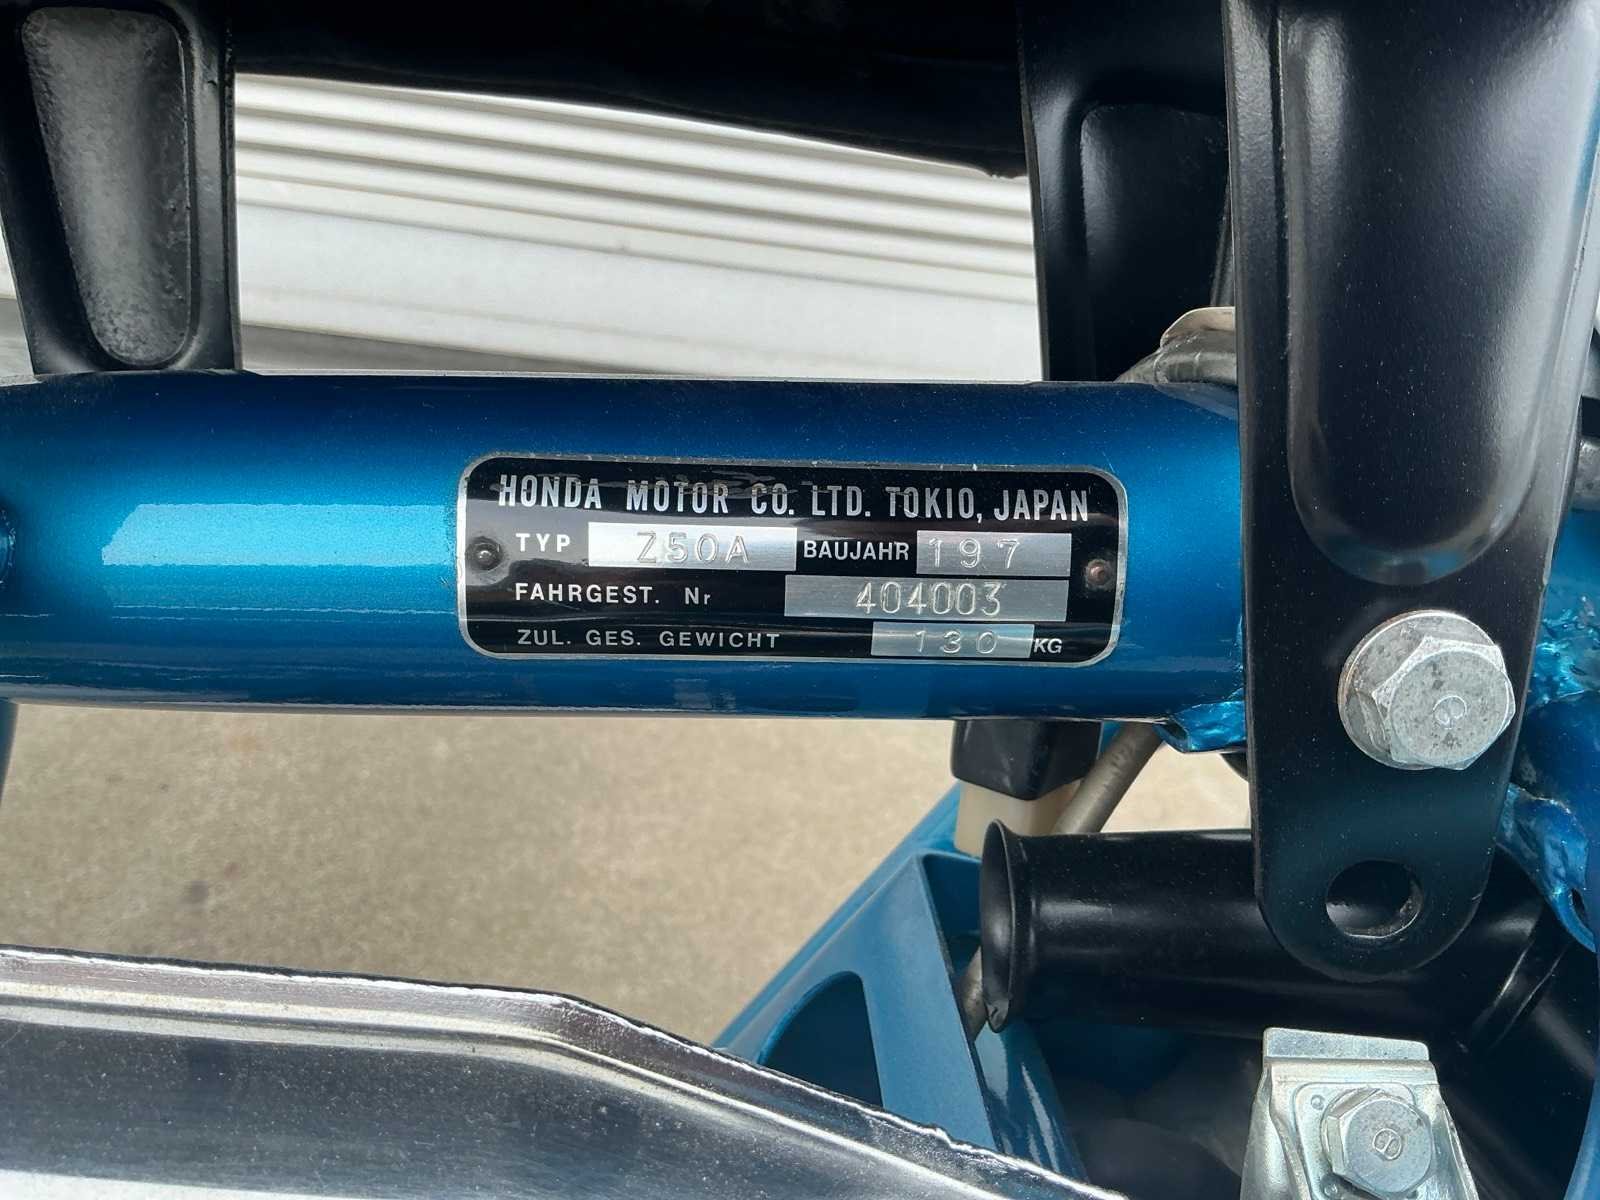 HONDA MOTOR CO. LTD. TOKIO, JAPAN
TYP Z50A BAUJAHR 197
FAHRGEST. Nr 404003
ZUL. GES. GEWICHT 130 KG